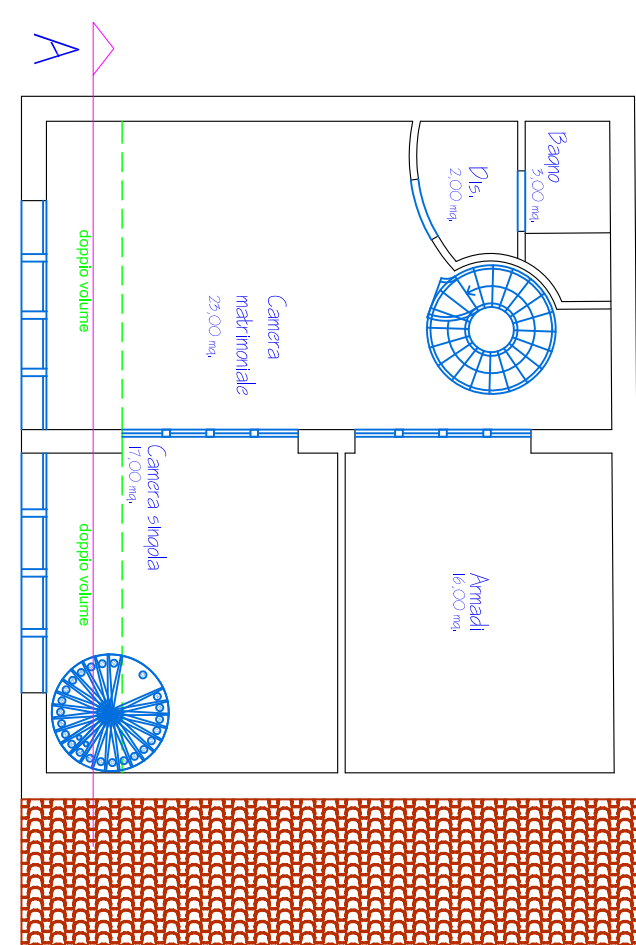 A
Bagno
3,00 mq.
Dis.
2,00 mq.
Camera
matrimoniale
23,00 mq.
doppio volume
Camera singola
17,00 mq.
Armadi
16,00 mq.
doppio volume